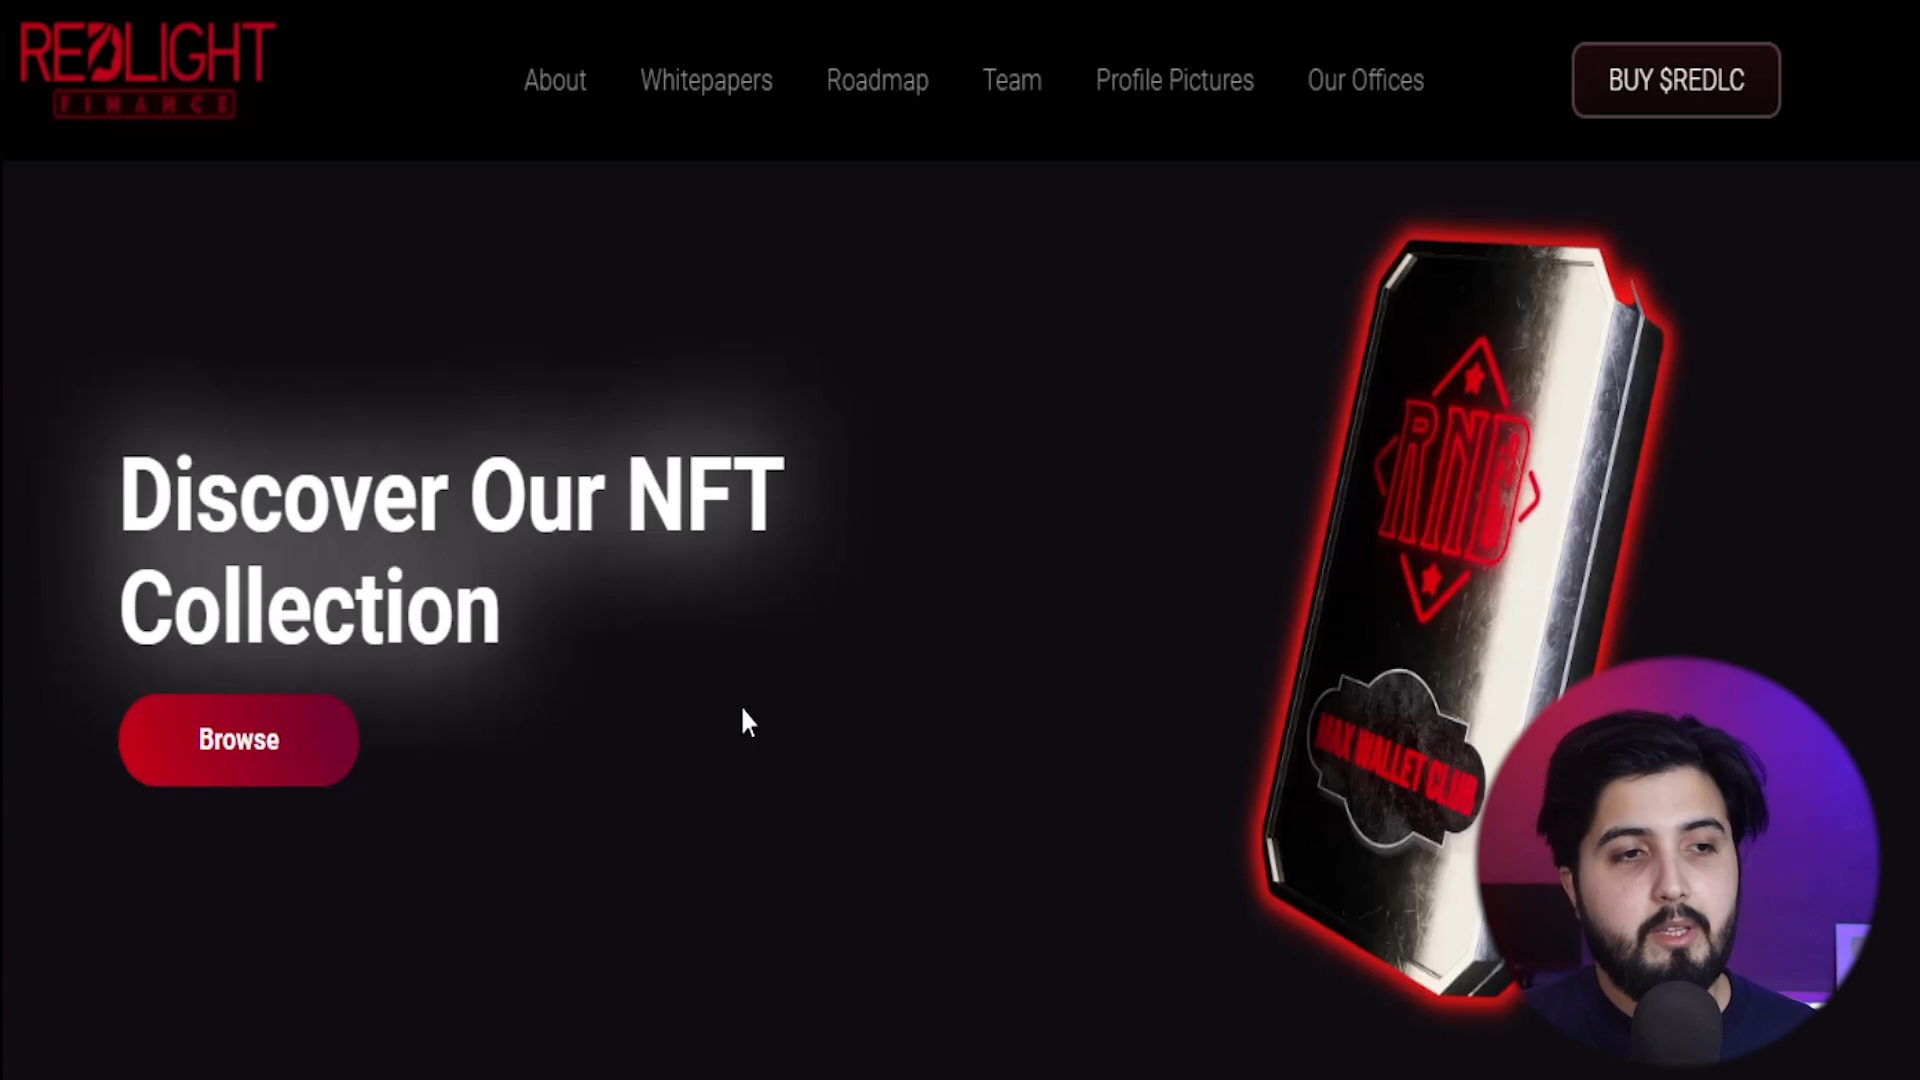 REDLIGHT
FINANCE
About
Whitepapers
Roadmap
Team
Profile Pictures
Our Offices
BUY $REDLC
Discover Our NFT
Collection
Browse
RND
MAX WALLET CLUB